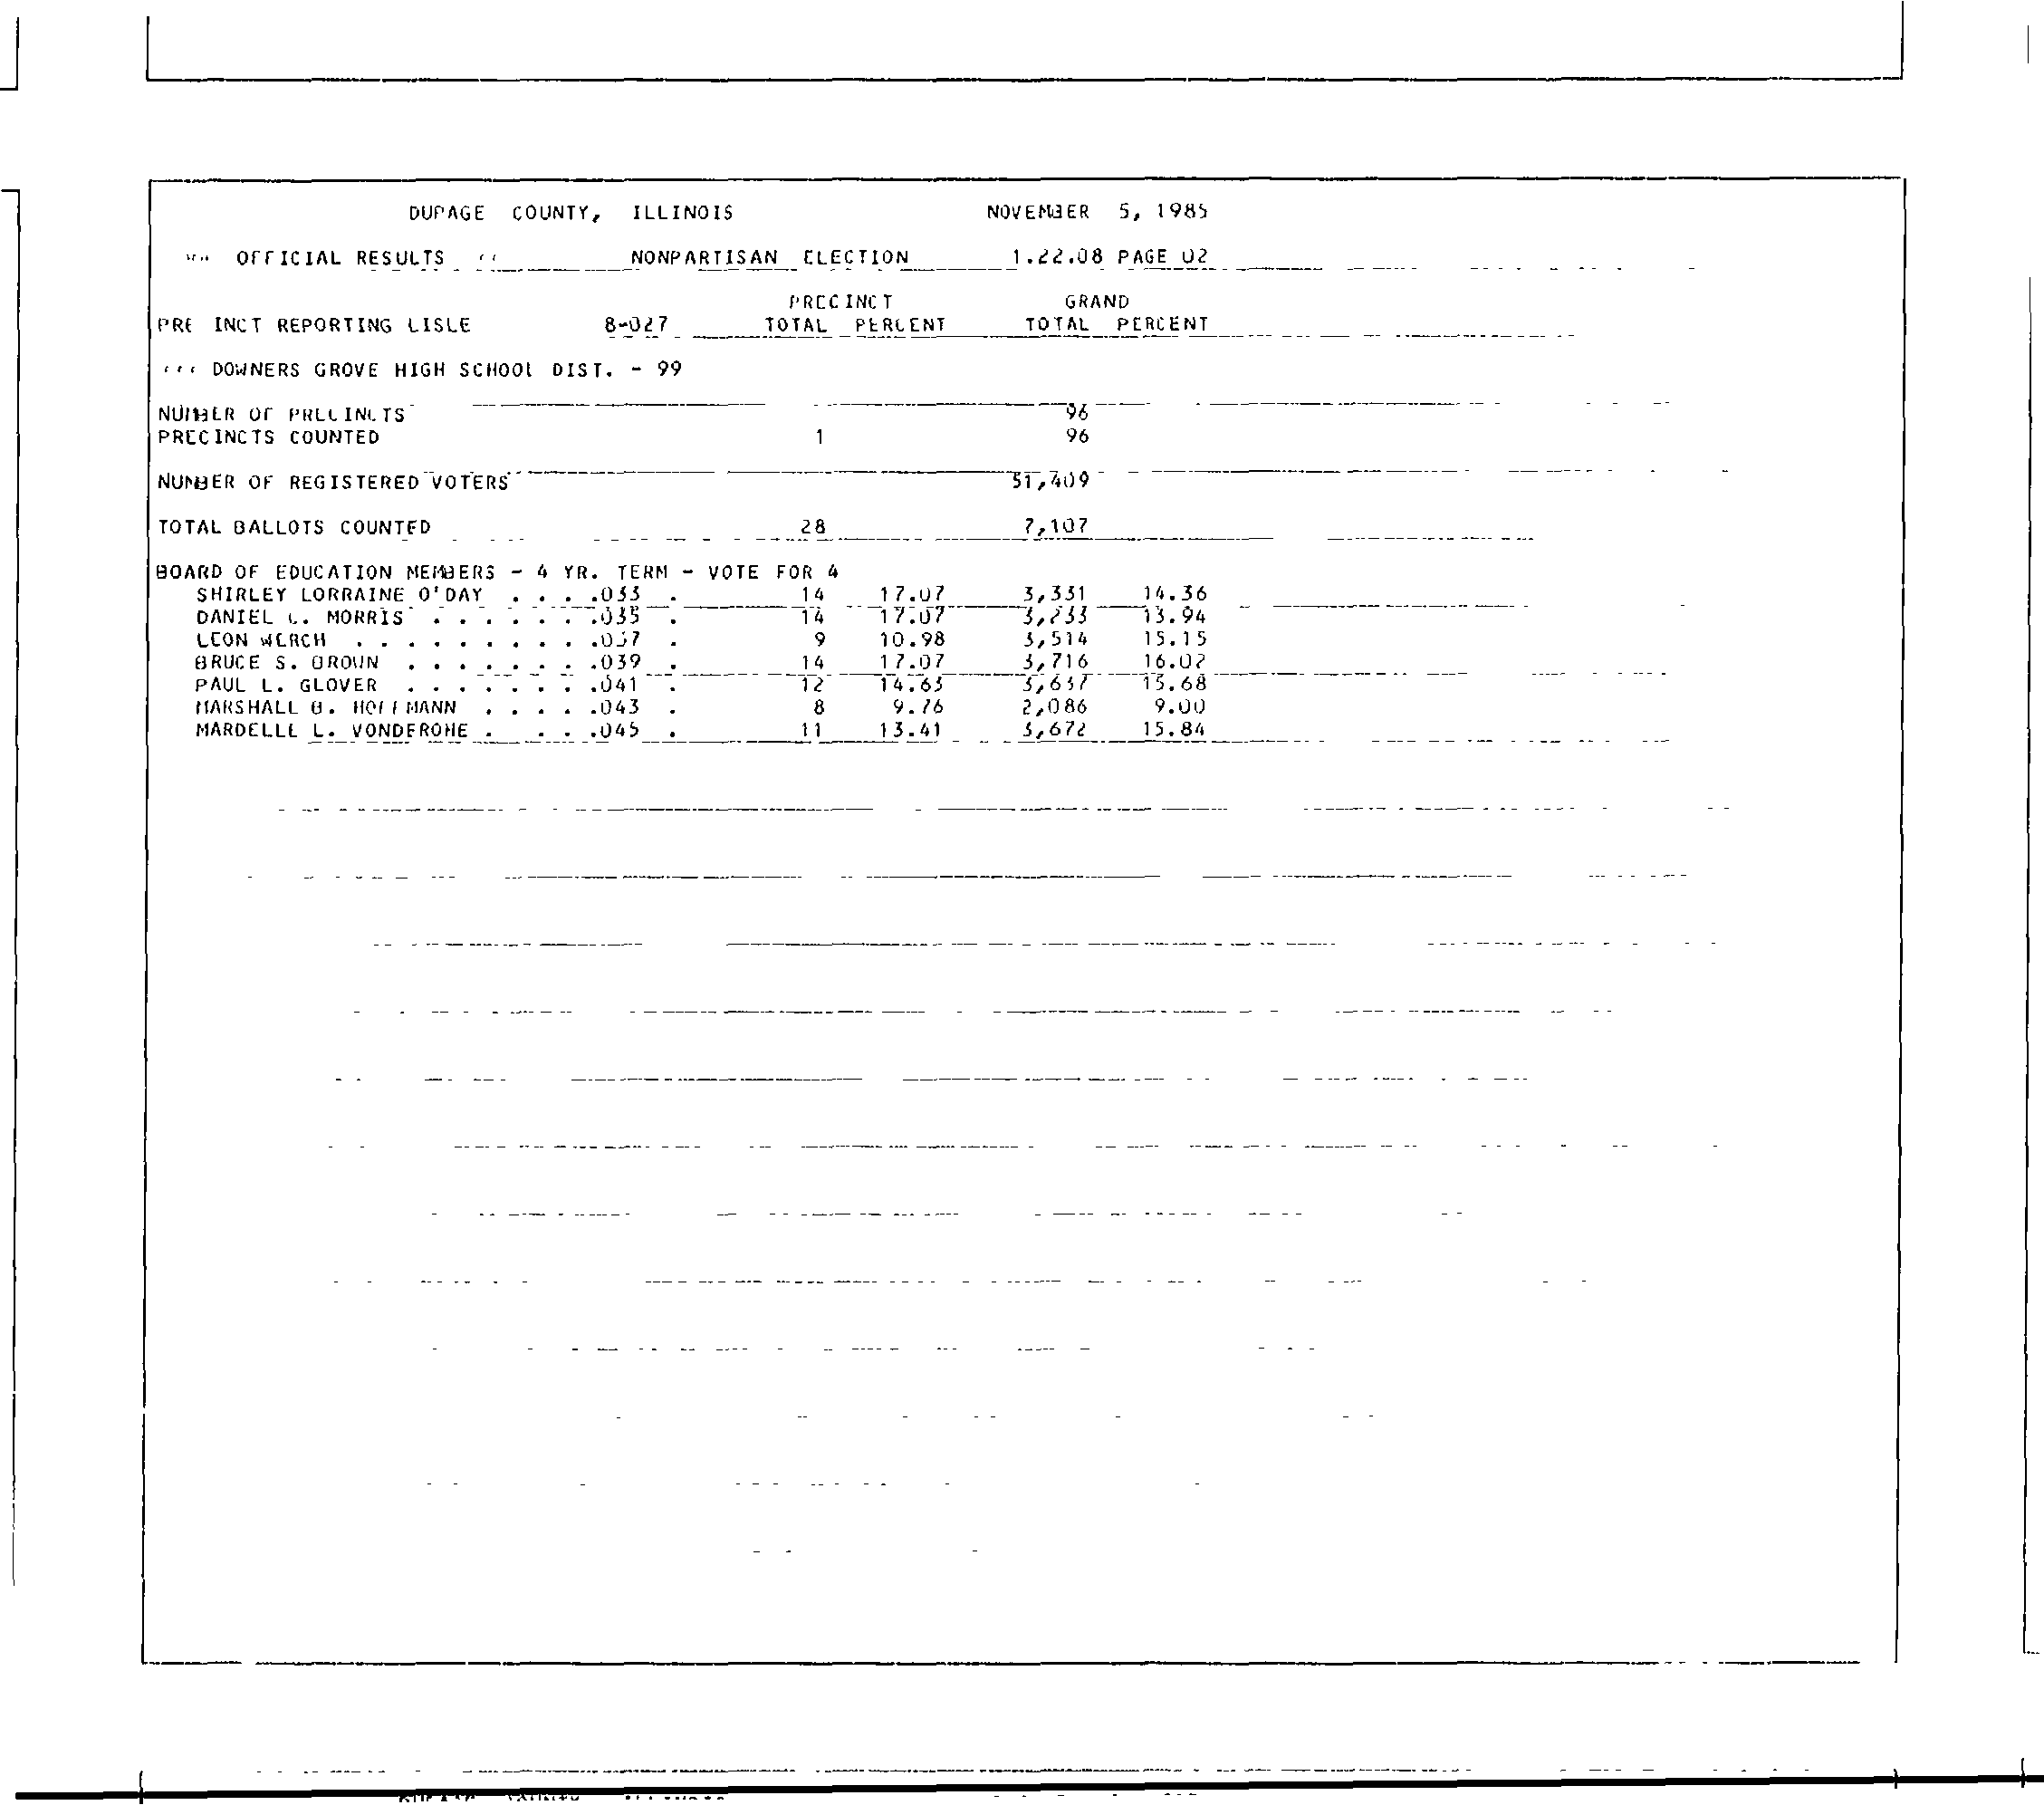 DUPAGE COUNTY, ILLINOIS NOVEMBER 5, 1985
OFFICIAL RESULTS NONPARTISAN ELECTION 1.22.08 PAGE 02
PRECINCT GRAND
PRE INCT REPORTING LISLE 8-027 TOTAL PERCENT TOTAL PERCENT
DOWNERS GROVE HIGH SCHOOL DIST. - 99
NUMBER OF PRECINCTS 96
PRECINCTS COUNTED 1 96
NUMBER OF REGISTERED VOTERS 51,409
TOTAL BALLOTS COUNTED 28 7,107
BOARD OF EDUCATION MEMBERS - 4 YR. TERM - VOTE FOR 4
SHIRLEY LORRAINE O'DAY . . . .033 . 14 17.07 3,331 14.36
DANIEL C. MORRIS . . . . . . .035 . 14 17.07 3,233 13.94
LEON WERCH . . . . . . . . . .037 . 9 10.98 3,514 15.15
BRUCE S. BROWN . . . . . . . .039 . 14 17.07 3,716 16.02
PAUL L. GLOVER . . . . . . . .041 . 12 14.63 3,637 15.68
MARSHALL B. HOFFMANN . . . . .043 . 8 9.76 2,086 9.00
MARDELLE L. VONDEROHE . . . .045 . 11 13.41 3,672 15.84